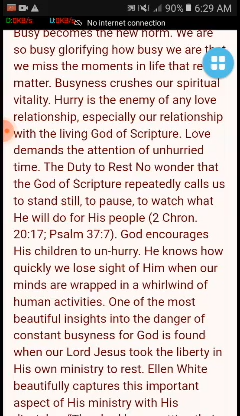 0:0KB/s U:0KB/s No internet connection 90% 6:29 AM
Busy becomes the new norm. We are
so busy glorifying how busy we are that
we miss the moments in life that
matter. Busyness crushes our spiritual
vitality. Hurry is the enemy of any love
relationship, especially our relationship
with the living God of Scripture. Love
demands the attention of unhurried
time. The Duty to Rest No wonder that
the God of Scripture repeatedly calls us
to stand still, to pause, to watch what
He will do for His people (2 Chron.
20:17; Psalm 37:7). God encourages
His children to un-hurry. He knows how
quickly we lose sight of Him when our
minds are wrapped in a whirlwind of
human activities. One of the most
beautiful insights into the danger of
constant busyness for God is found
when our Lord Jesus took the liberty in
His own ministry to rest. Ellen White
beautifully captures this important
aspect of His ministry with His